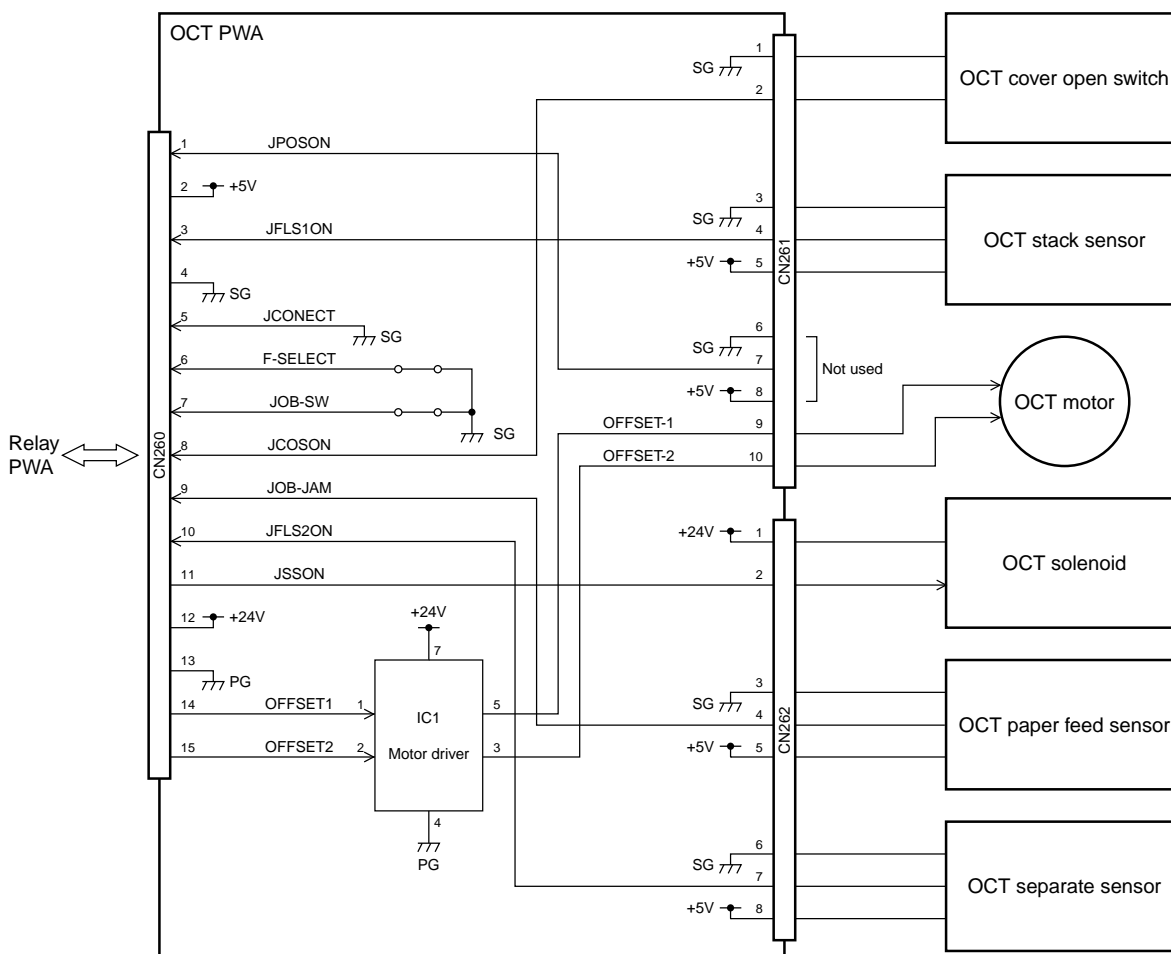 OCT PWA
Relay
PWA
CN260
1 JPOSON
2 +5V
3 JFLS1ON
4 SG
5 JCONECT SG
6 F-SELECT
7 JOB-SW
SG
8 JCOSON
9 JOB-JAM
10 JFLS2ON
11 JSSON
12 +24V
13 PG
14 OFFSET1 1
15 OFFSET2 2
+24V
7
IC1
Motor driver
5
3
4
PG
CN261
SG 1
2
SG 3
4
+5V 5
SG 6
7
+5V 8
Not used
OFFSET-1 9
OFFSET-2 10
CN262
+24V 1
2
SG 3
4
+5V 5
SG 6
7
+5V 8
OCT cover open switch
OCT stack sensor
OCT motor
OCT solenoid
OCT paper feed sensor
OCT separate sensor